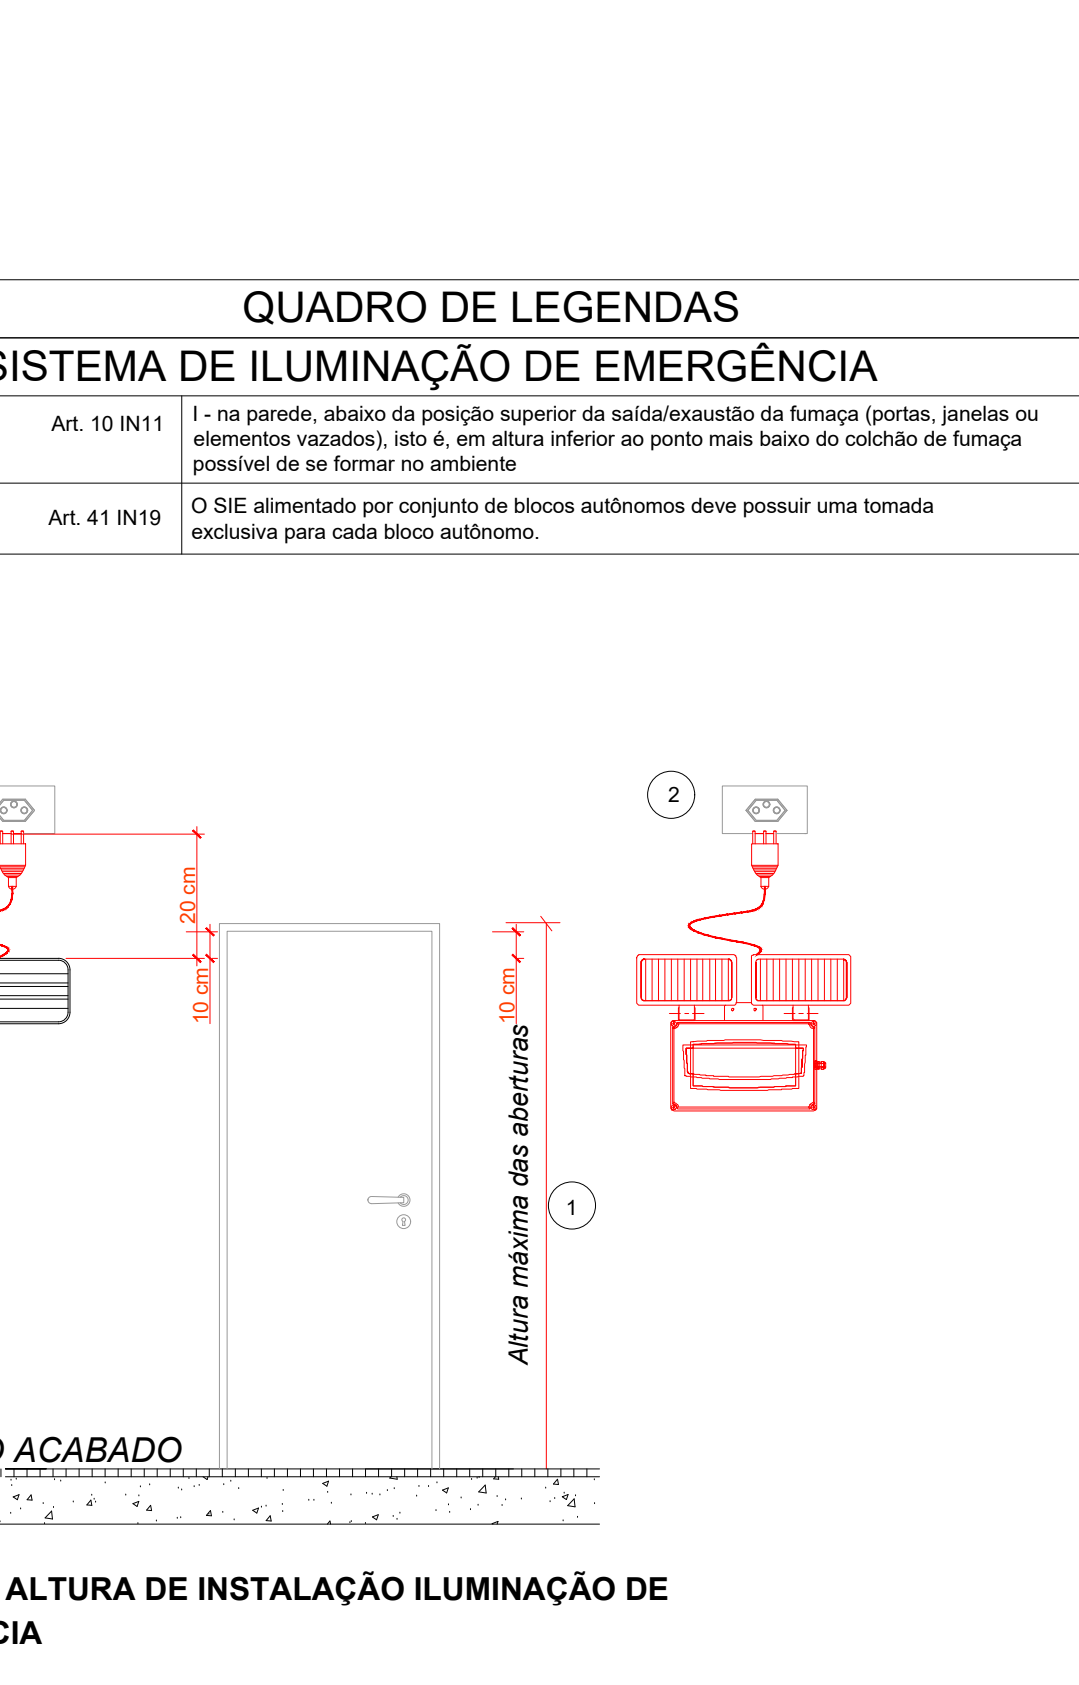 QUADRO DE LEGENDAS
SISTEMA DE ILUMINAÇÃO DE EMERGÊNCIA
Art. 10 IN11
I - na parede, abaixo da posição superior da saída/exaustão da fumaça (portas, janelas ou
elementos vazados), isto é, em altura inferior ao ponto mais baixo do colchão de fumaça
possível de se formar no ambiente
Art. 41 IN19
O SIE alimentado por conjunto de blocos autônomos deve possuir uma tomada
exclusiva para cada bloco autônomo.
2
20 cm
10 cm
10 cm
Altura máxima das aberturas
1
O ACABADO
ALTURA DE INSTALAÇÃO ILUMINAÇÃO DE
CIA